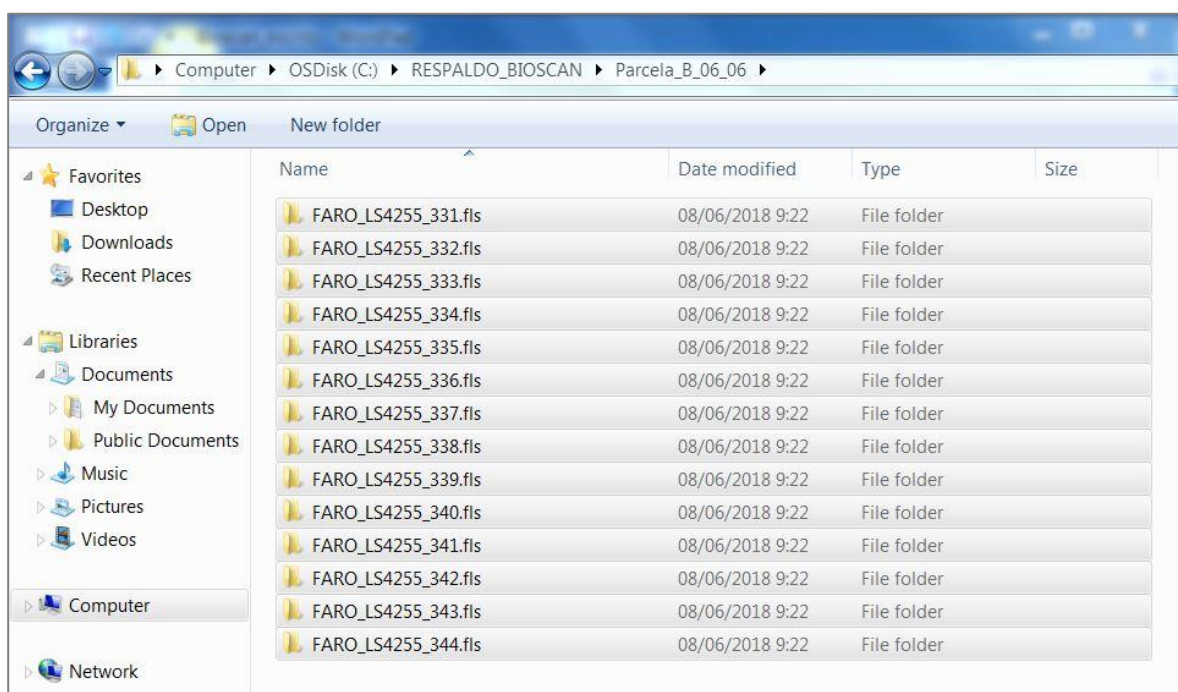 Computer ▸ OSDisk (C:) ▸ RESPALDO_BIOSCAN ▸ Parcela_B_06_06 ▸
Organize Open New folder
Name Date modified Type Size
Favorites
Desktop
Downloads
Recent Places
Libraries
Documents
My Documents
Public Documents
Music
Pictures
Videos
Computer
Network
FARO_LS4255_331.fls 08/06/2018 9:22 File folder
FARO_LS4255_332.fls 08/06/2018 9:22 File folder
FARO_LS4255_333.fls 08/06/2018 9:22 File folder
FARO_LS4255_334.fls 08/06/2018 9:22 File folder
FARO_LS4255_335.fls 08/06/2018 9:22 File folder
FARO_LS4255_336.fls 08/06/2018 9:22 File folder
FARO_LS4255_337.fls 08/06/2018 9:22 File folder
FARO_LS4255_338.fls 08/06/2018 9:22 File folder
FARO_LS4255_339.fls 08/06/2018 9:22 File folder
FARO_LS4255_340.fls 08/06/2018 9:22 File folder
FARO_LS4255_341.fls 08/06/2018 9:22 File folder
FARO_LS4255_342.fls 08/06/2018 9:22 File folder
FARO_LS4255_343.fls 08/06/2018 9:22 File folder
FARO_LS4255_344.fls 08/06/2018 9:22 File folder